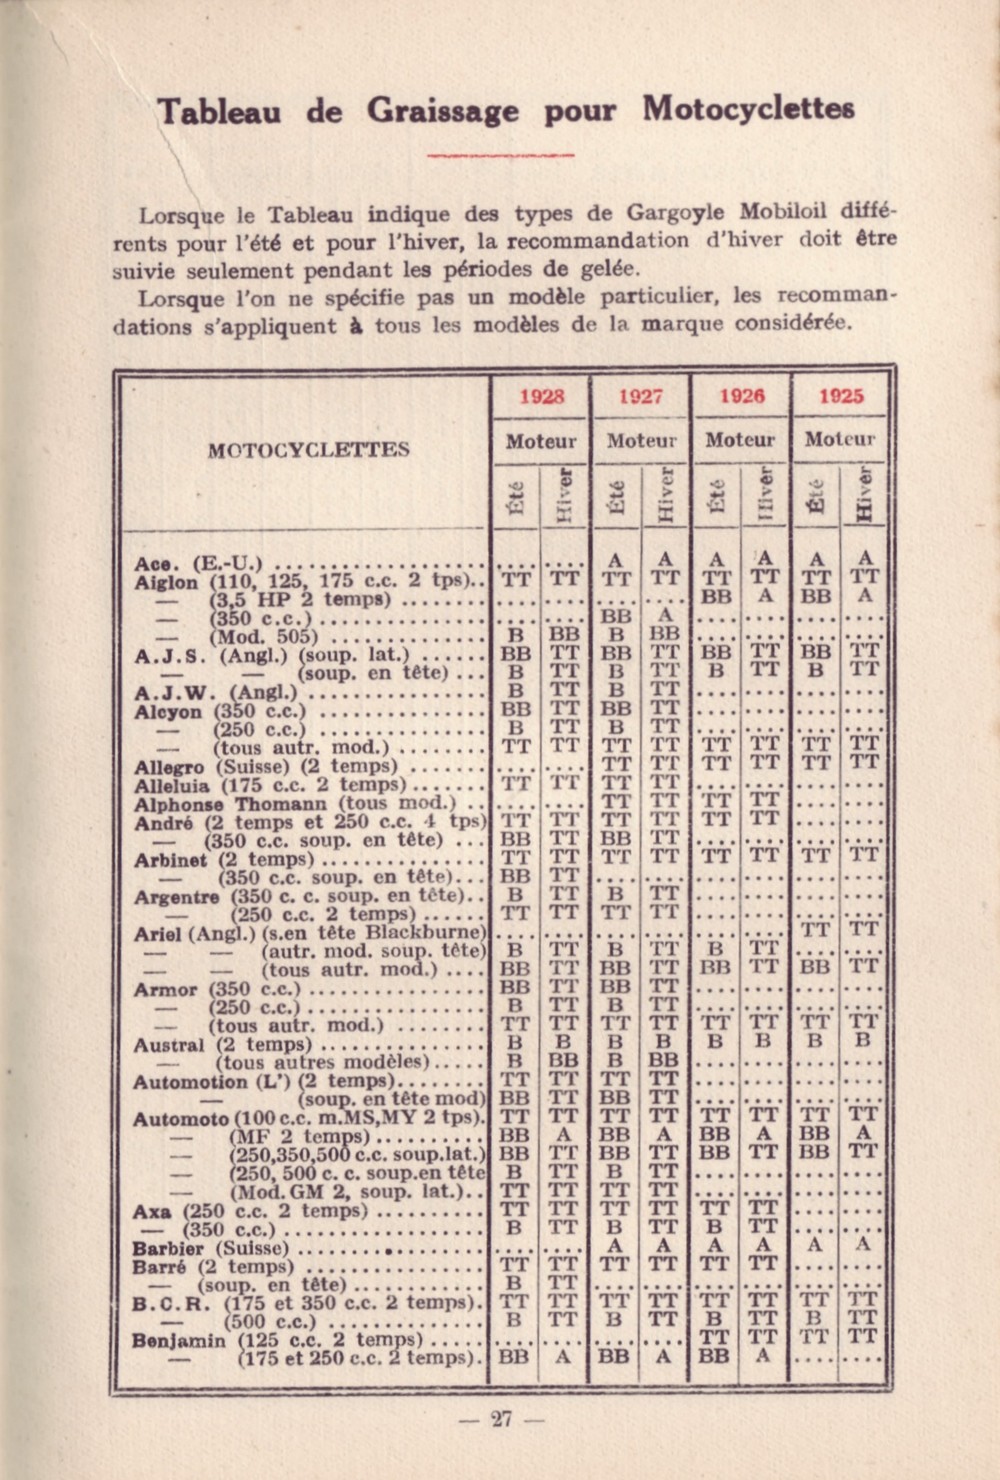 Tableau de Graissage pour Motocyclettes
Lorsque le Tableau indique des types de Gargoyle Mobiloil diffé-
rents pour l'été et pour l'hiver, la recommandation d'hiver doit être
suivie seulement pendant les périodes de gelée.
Lorsque l'on ne spécifie pas un modèle particulier, les recomman-
dations s'appliquent à tous les modèles de la marque considérée.
1928 1927 1926 1925
MOTOCYCLETTES Moteur Moteur Moteur Moteur
Été Hiver Été Hiver Été Hiver Été Hiver
Ace. (E.-U.) .................... .... .... A A A A A A
Aiglon (110, 125, 175 c.c. 2 tps).. TT TT TT TT TT TT TT TT
— (3,5 HP 2 temps) ........ .... .... .... .... BB A BB A
— (350 c.c.) ................ .... .... BB A .... .... .... ....
— (Mod. 505) .............. B BB B BB .... .... .... ....
A.J.S. (Angl.) (soup. lat.) ...... BB TT BB TT BB TT BB TT
— — (soup. en tête) ... B TT B TT B TT B TT
A.J.W. (Angl.) ................ B TT B TT .... .... .... ....
Alcyon (350 c.c.) ............... BB TT BB TT .... .... .... ....
— (250 c.c.) ............... B TT B TT .... .... .... ....
— (tous autr. mod.) ........ TT TT TT TT TT TT TT TT
Allegro (Suisse) (2 temps) ....... .... .... TT TT TT TT TT TT
Alleluia (175 c.c. 2 temps) ....... TT TT TT TT .... .... .... ....
Alphonse Thomann (tous mod.) .. .... .... TT TT TT TT .... ....
André (2 temps et 250 c.c. 4 tps) TT TT TT TT TT TT .... ....
— (350 c.c. soup. en tête) ... BB TT BB TT .... .... .... ....
Arbinet (2 temps) ............... TT TT TT TT TT TT TT TT
— (350 c.c. soup. en tête)... BB TT .... .... .... .... .... ....
Argentre (350 c. c. soup. en tête).. B TT B TT .... .... .... ....
— (250 c.c. 2 temps) ...... TT TT TT TT .... .... .... ....
Ariel (Angl.) (s.en tête Blackburne) .... .... .... .... .... .... TT TT
— — (autr. mod. soup. tête) B TT B TT B TT .... ....
— — (tous autr. mod.) .... BB TT BB TT BB TT BB TT
Armor (350 c.c.) ................ BB TT BB TT .... .... .... ....
— (250 c.c.) ................ B TT B TT .... .... .... ....
— (tous autr. mod.) ........ TT TT TT TT TT TT TT TT
Austral (2 temps) ............... B B B B B B B B
— (tous autres modèles) ..... B BB B BB .... .... .... ....
Automotion (L') (2 temps)........ TT TT TT TT .... .... .... ....
— (soup. en tête mod) BB TT BB TT .... .... .... ....
Automoto (100 c.c. m.MS,MY 2 tps). TT TT TT TT TT TT TT TT
— (MF 2 temps) .......... BB A BB A BB A BB A
— (250,350,500 c.c. soup.lat.) BB TT BB TT BB TT BB TT
— (250, 500 c. c. soup.en tête B TT B TT .... .... .... ....
— (Mod. GM 2, soup. lat.).. TT TT TT TT .... .... .... ....
Axa (250 c.c. 2 temps) .......... TT TT TT TT TT TT .... ....
— (350 c.c.) ................... B TT B TT B TT .... ....
Barbier (Suisse) .................. .... .... A A A A A A
Barré (2 temps) ................. TT TT TT TT TT TT .... ....
— (soup. en tête) ............ B TT .... .... .... .... .... ....
B.C.R. (175 et 350 c.c. 2 temps). TT TT TT TT TT TT TT TT
— (500 c.c.) .............. B TT B TT B TT B TT
Benjamin (125 c.c. 2 temps) ..... .... .... .... .... TT TT TT TT
— (175 et 250 c.c. 2 temps). BB A BB A BB A .... ....
— 27 —